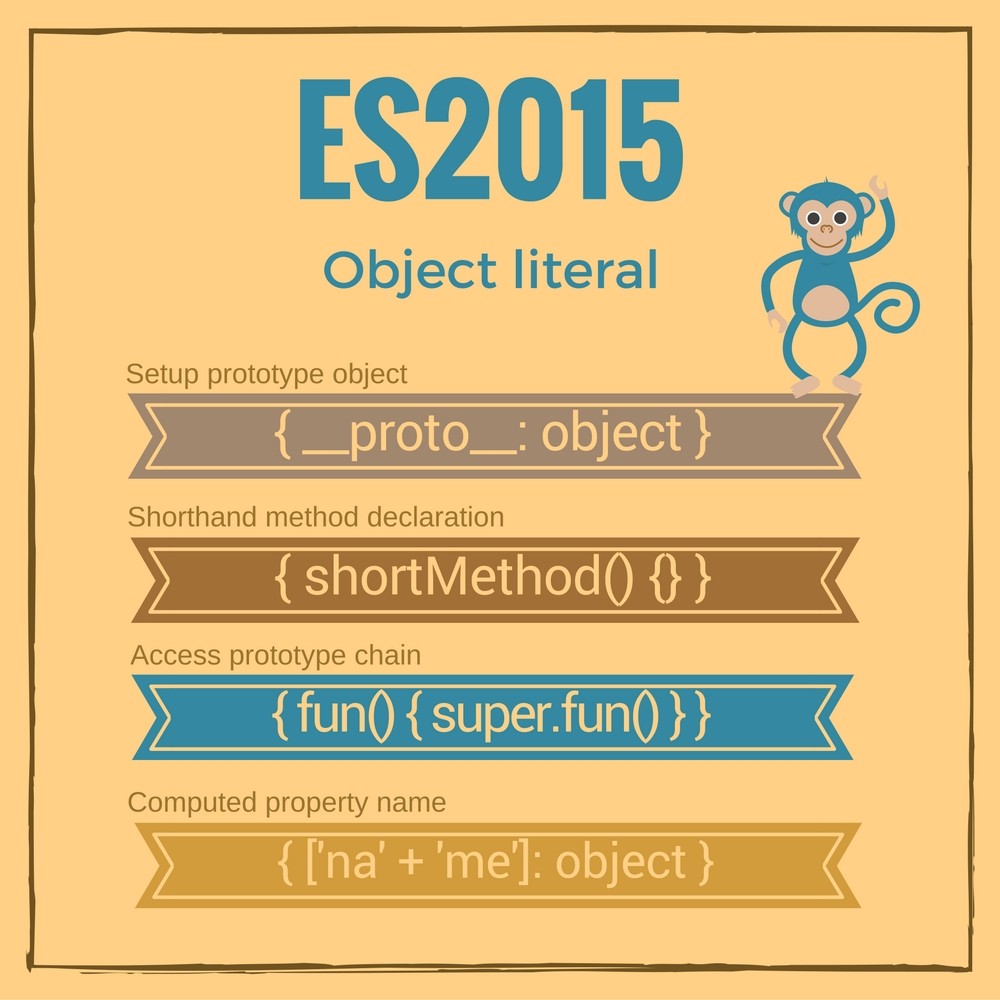 ES2015
Object literal
Setup prototype object
{ __proto__: object }
Shorthand method declaration
{ shortMethod() {} }
Access prototype chain
{ fun() { super.fun() } }
Computed property name
{ ['na' + 'me']: object }